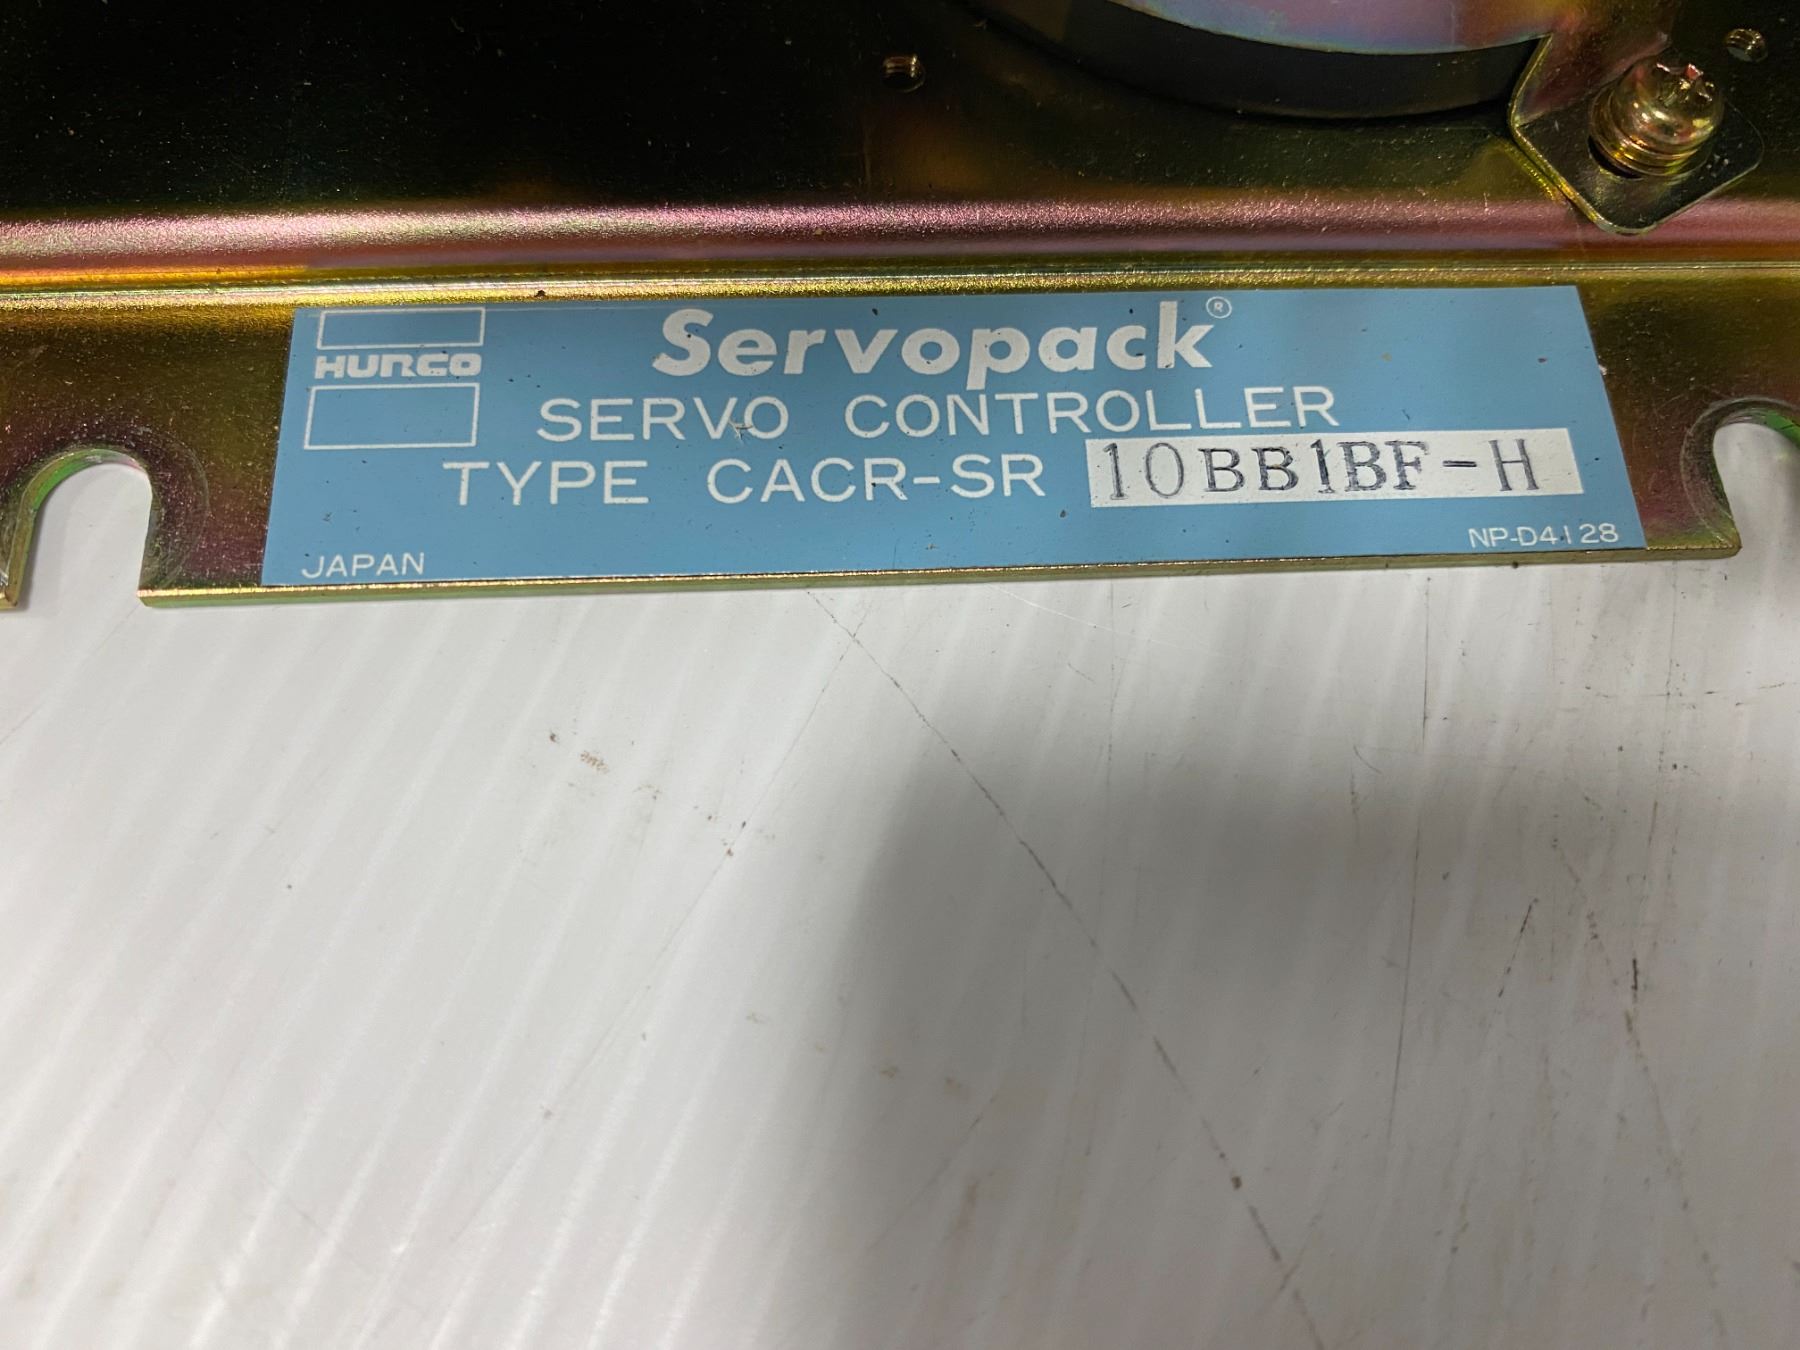 HURCO
Servopack®
SERVO CONTROLLER
TYPE CACR-SR 10BB1BF-H
JAPAN
NP-D4128